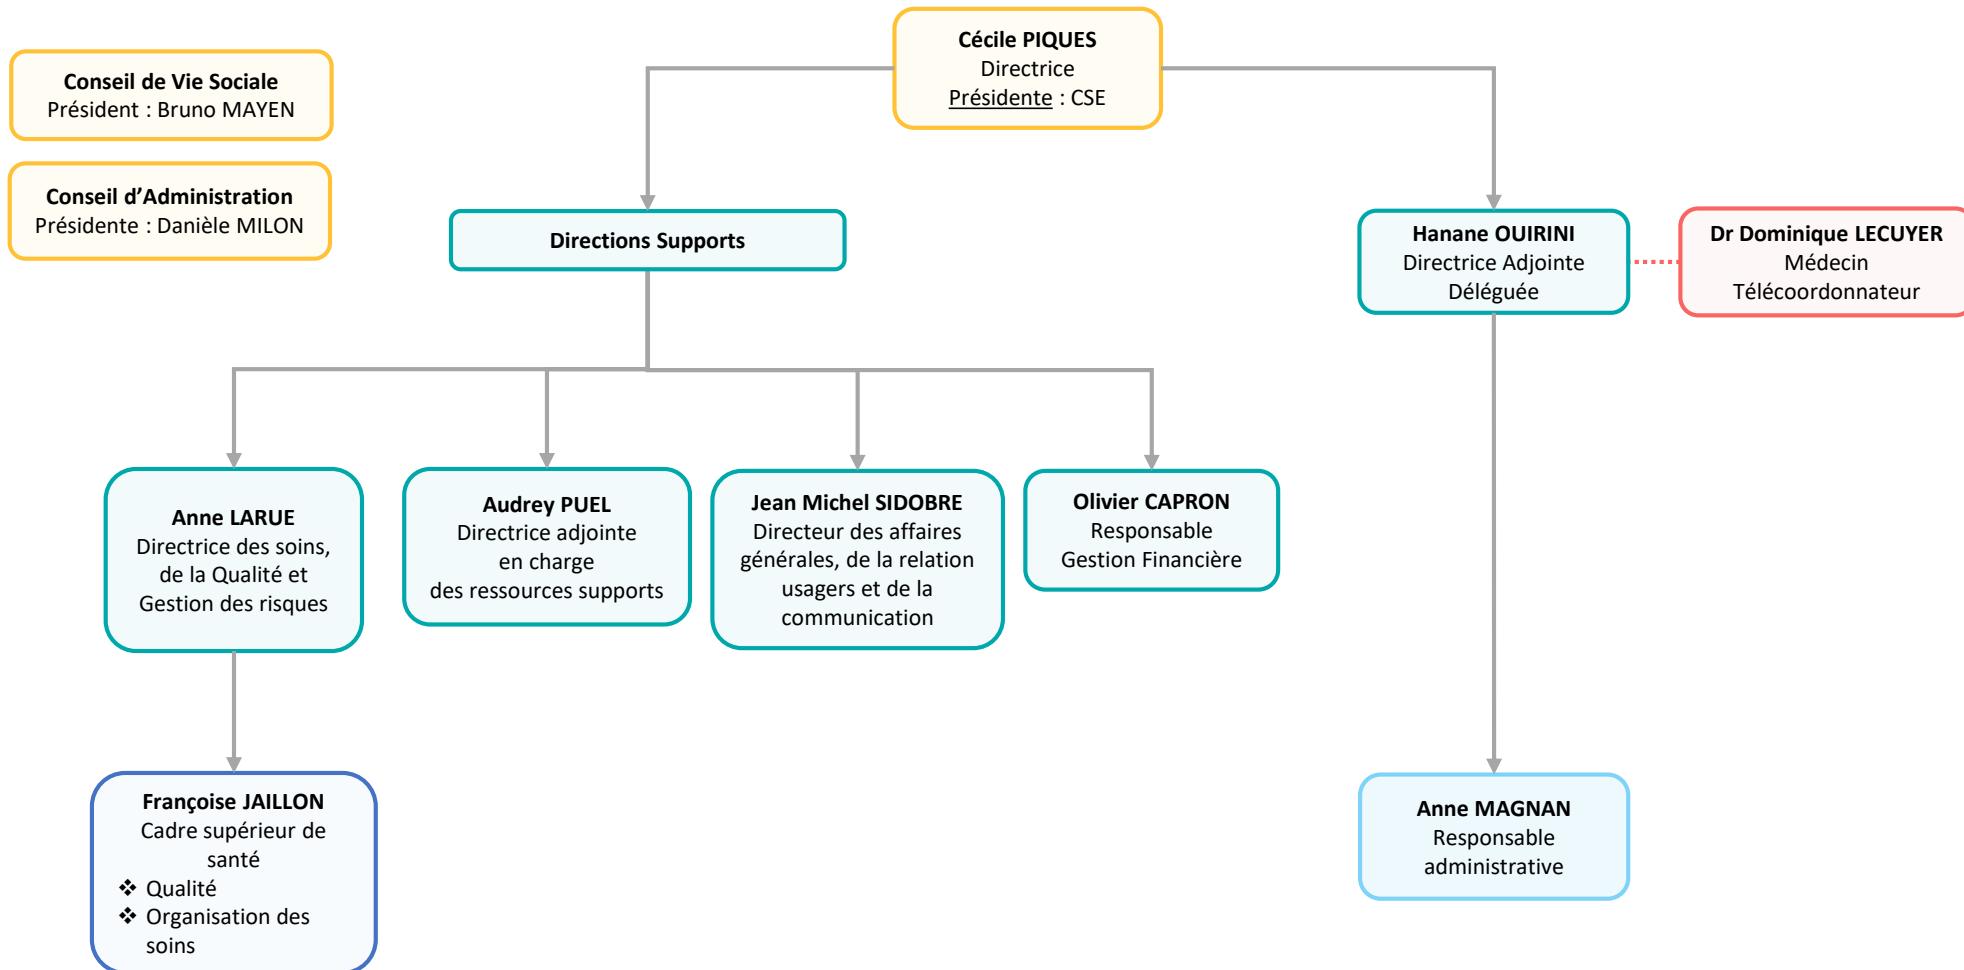 Cécile PIQUES
Directrice
Présidente : CSE
Conseil de Vie Sociale
Président : Bruno MAYEN
Conseil d’Administration
Présidente : Danièle MILON
Directions Supports
Hanane OUIRINI
Directrice Adjointe
Déléguée
Dr Dominique LECUYER
Médecin
Télécoordonnateur
Anne LARUE
Directrice des soins,
de la Qualité et
Gestion des risques
Audrey PUEL
Directrice adjointe
en charge
des ressources supports
Jean Michel SIDOBRE
Directeur des affaires
générales, de la relation
usagers et de la
communication
Olivier CAPRON
Responsable
Gestion Financière
Françoise JAILLON
Cadre supérieur de
santé
❖ Qualité
❖ Organisation des
soins
Anne MAGNAN
Responsable
administrative